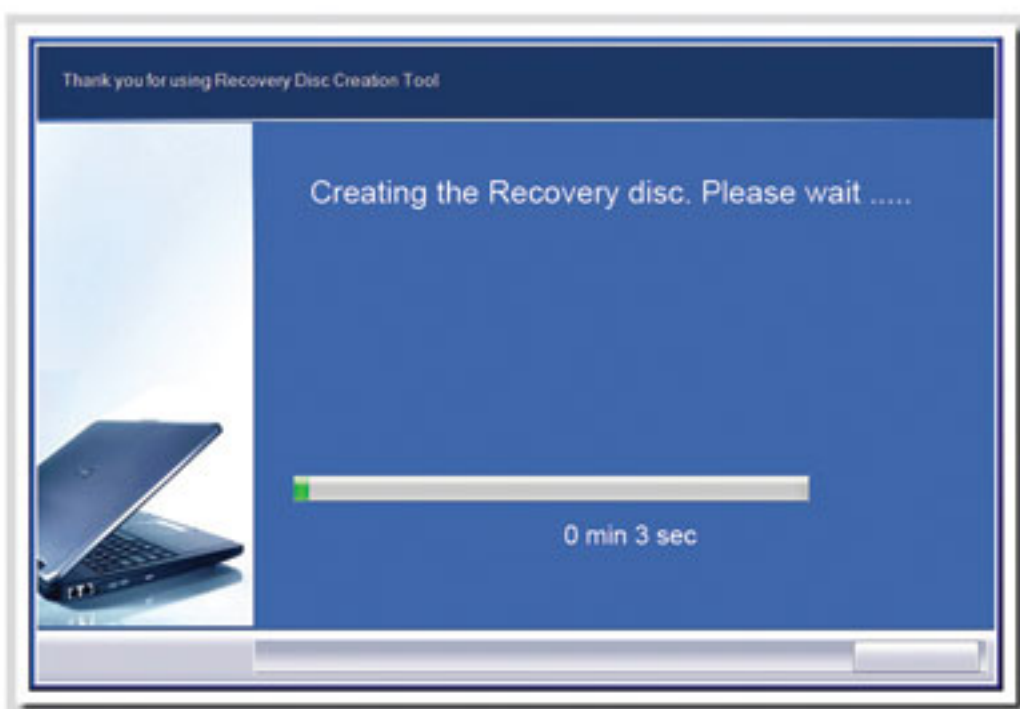 Thank you for using Recovery Disc Creation Tool
Creating the Recovery disc. Please wait .....
0 min 3 sec